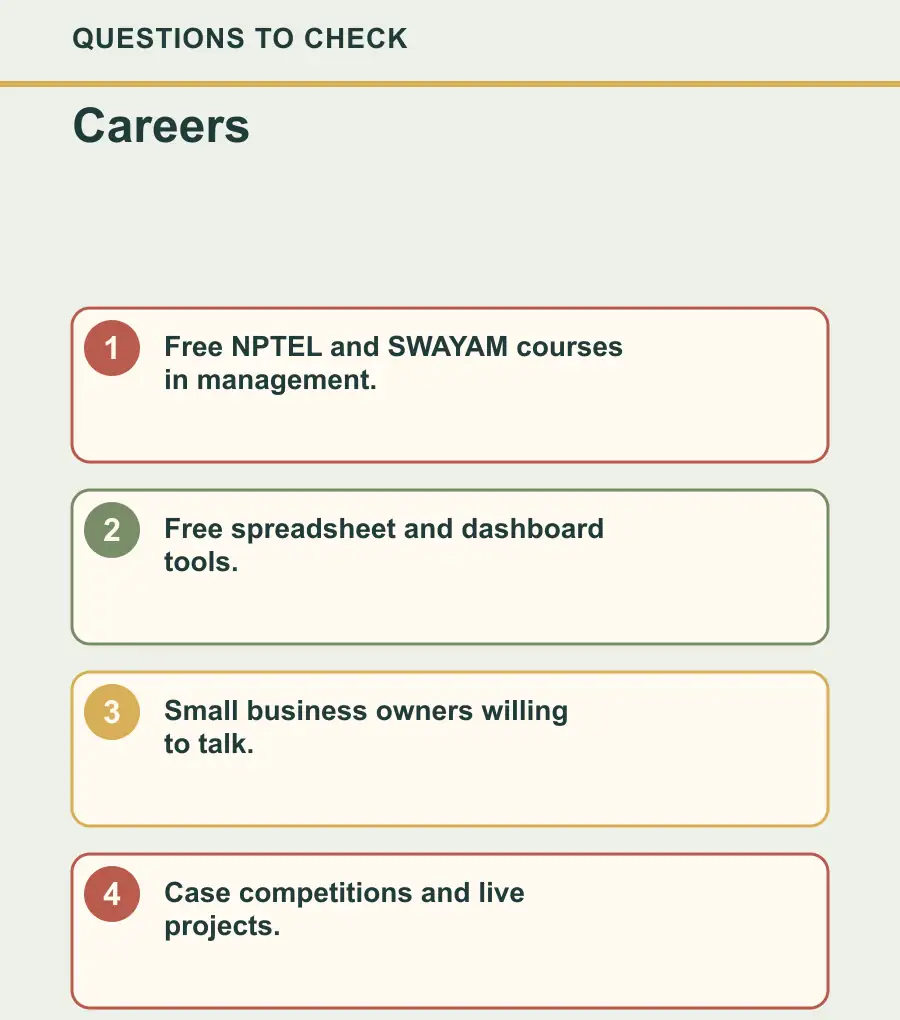 QUESTIONS TO CHECK
Careers
1
Free NPTEL and SWAYAM courses
in management.
2
Free spreadsheet and dashboard
tools.
3
Small business owners willing
to talk.
4
Case competitions and live
projects.